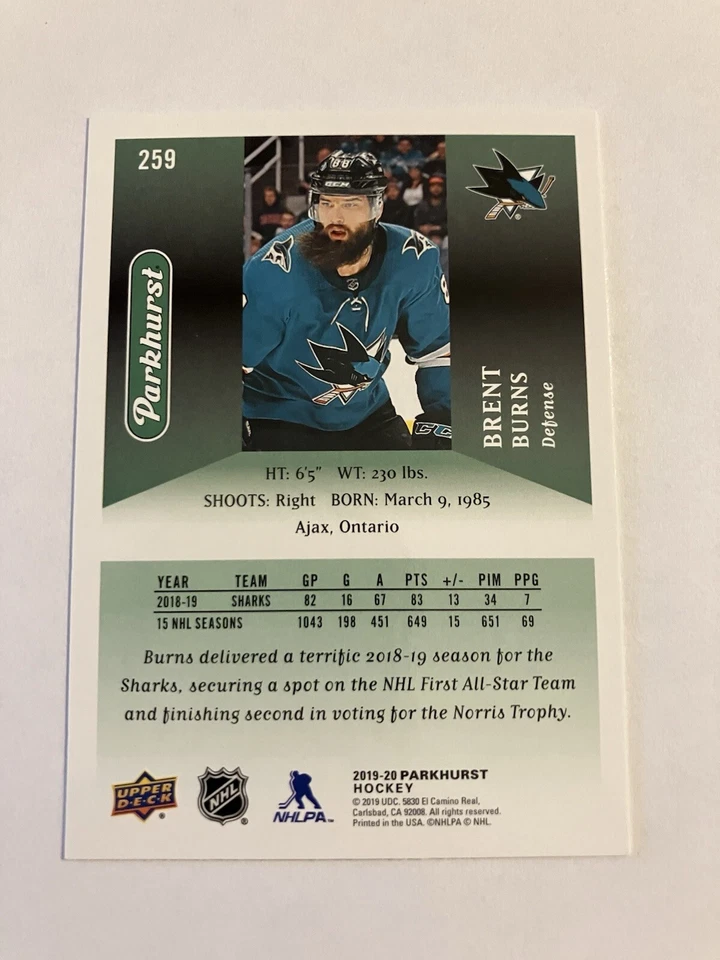 259
Parkhurst
88
CCM
CC
BRENT
BURNS
Defense
HT: 6'5" WT: 230 lbs.
SHOOTS: Right BORN: March 9, 1985
Ajax, Ontario
YEAR TEAM GP G A PTS +/- PIM PPG
2018-19 SHARKS 82 16 67 83 13 34 7
15 NHL SEASONS 1043 198 451 649 15 651 69
Burns delivered a terrific 2018-19 season for the
Sharks, securing a spot on the NHL First All-Star Team
and finishing second in voting for the Norris Trophy.
UPPER
D·E·C·K
®
NHL
®
NHLPA
2019-20 PARKHURST
HOCKEY
© 2019 UDC. 5830 El Camino Real,
Carlsbad, CA 92008. All rights reserved.
Printed in the USA. ©NHLPA © NHL.